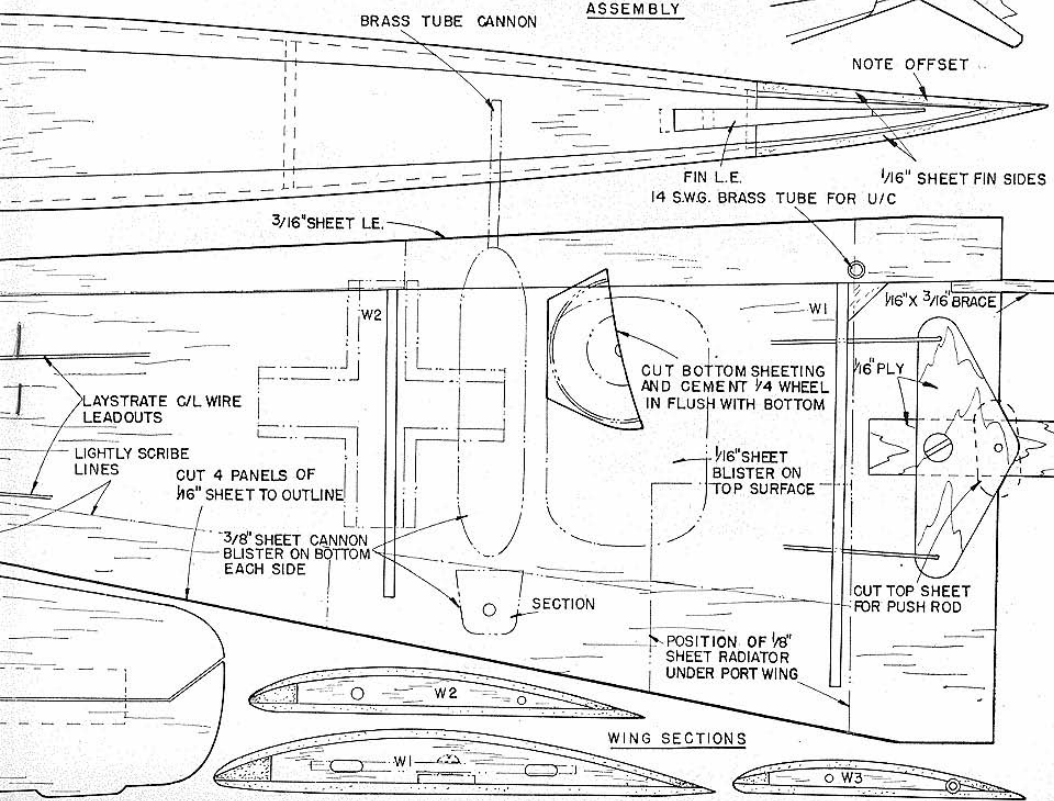 ASSEMBLY
BRASS TUBE CANNON
NOTE OFFSET
FIN L.E.
1/16" SHEET FIN SIDES
14 S.W.G. BRASS TUBE FOR U/C
3/16" SHEET L.E.
W2
W1
1/16" X 3/16" BRACE
CUT BOTTOM SHEETING
AND CEMENT 1/4 WHEEL
IN FLUSH WITH BOTTOM
1/16" PLY
LAYSTRATE C/L WIRE
LEADOUTS
LIGHTLY SCRIBE
LINES
CUT 4 PANELS OF
1/16" SHEET TO OUTLINE
1/16" SHEET
BLISTER ON
TOP SURFACE
3/8" SHEET CANNON
BLISTER ON BOTTOM
EACH SIDE
SECTION
CUT TOP SHEET
FOR PUSH ROD
POSITION OF 1/8"
SHEET RADIATOR
UNDER PORT WING
W2
WING SECTIONS
W1
W3